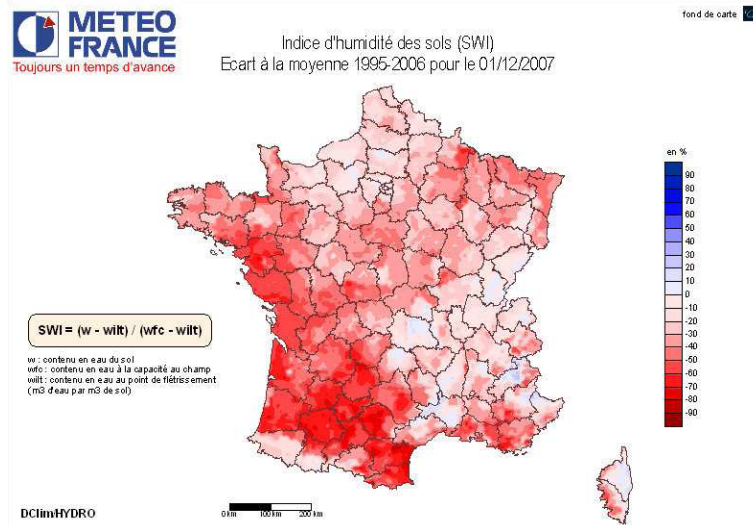 METEO
FRANCE
Toujours un temps d'avance
fond de carte
Indice d'humidité des sols (SWI)
Ecart à la moyenne 1995-2006 pour le 01/12/2007
en %
90
80
70
60
50
40
30
20
10
0
-10
-20
-30
-40
-50
-60
-70
-80
-90
SWI = (w - wilt) / (wfc - wilt)
w : contenu en eau du sol
wfc : contenu en eau à la capacité au champ
wilt : contenu en eau au point de flétrissement
(m3 d'eau par m3 de sol)
DClim/HYDRO
0 km 100 km 200 km